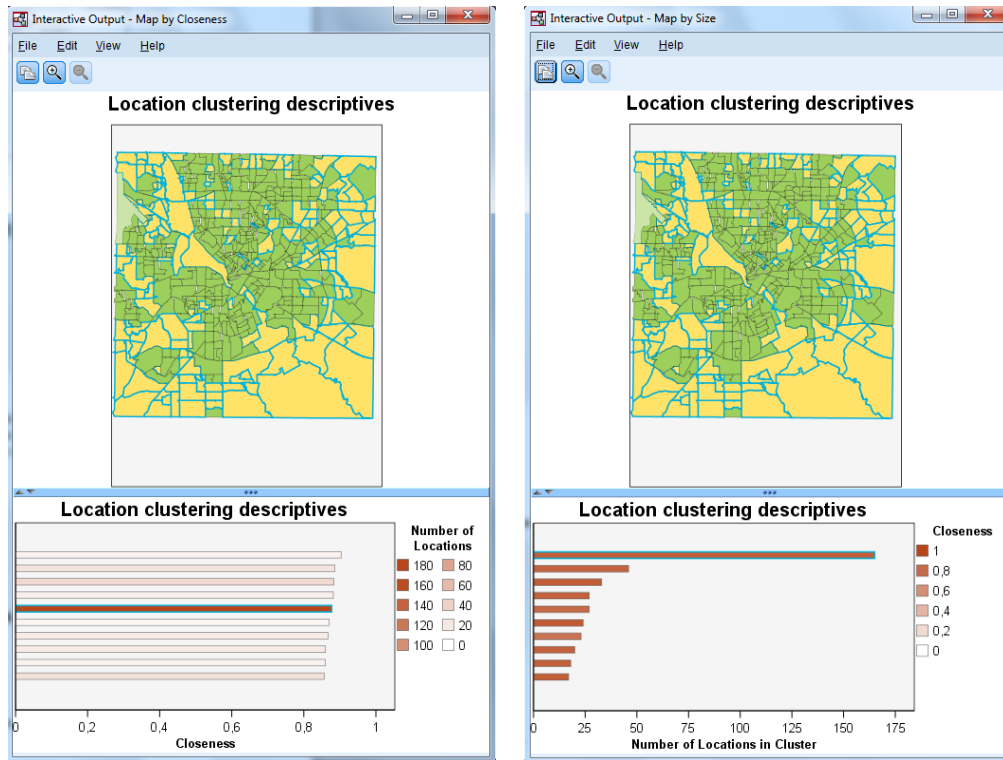 Interactive Output - Map by Closeness
File Edit View Help
Location clustering descriptives
Location clustering descriptives
Number of
Locations
180 80
160 60
140 40
120 20
100 0
0 0,2 0,4 0,6 0,8 1
Closeness
Interactive Output - Map by Size
File Edit View Help
Location clustering descriptives
Location clustering descriptives
Closeness
1
0,8
0,6
0,4
0,2
0
0 25 50 75 100 125 150 175
Number of Locations in Cluster